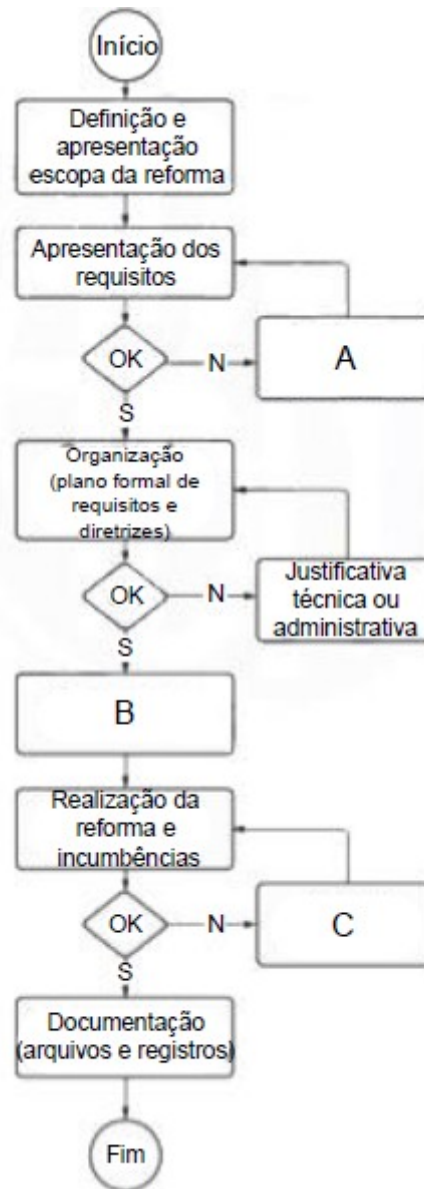 Início
Definição e
apresentação
escopa da reforma
Apresentação dos
requisitos
OK
N
A
S
Organização
(plano formal de
requisitos e
diretrizes)
OK
N
Justificativa
técnica ou
administrativa
S
B
Realização da
reforma e
incumbências
OK
N
C
S
Documentação
(arquivos e registros)
Fim